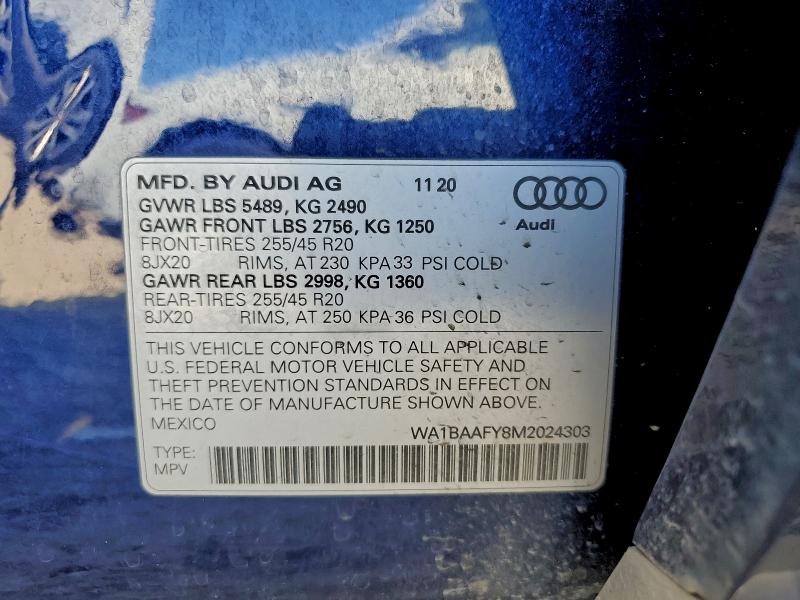 MFD. BY AUDI AG 11 20
GVWR LBS 5489, KG 2490
GAWR FRONT LBS 2756, KG 1250
Audi
FRONT-TIRES 255/45 R20
8JX20 RIMS, AT 230 KPA 33 PSI COLD
GAWR REAR LBS 2998, KG 1360
REAR-TIRES 255/45 R20
8JX20 RIMS, AT 250 KPA 36 PSI COLD
THIS VEHICLE CONFORMS TO ALL APPLICABLE
U.S. FEDERAL MOTOR VEHICLE SAFETY AND
THEFT PREVENTION STANDARDS IN EFFECT ON
THE DATE OF MANUFACTURE SHOWN ABOVE.
MEXICO
WA1BAAFY8M2024303
TYPE:
MPV